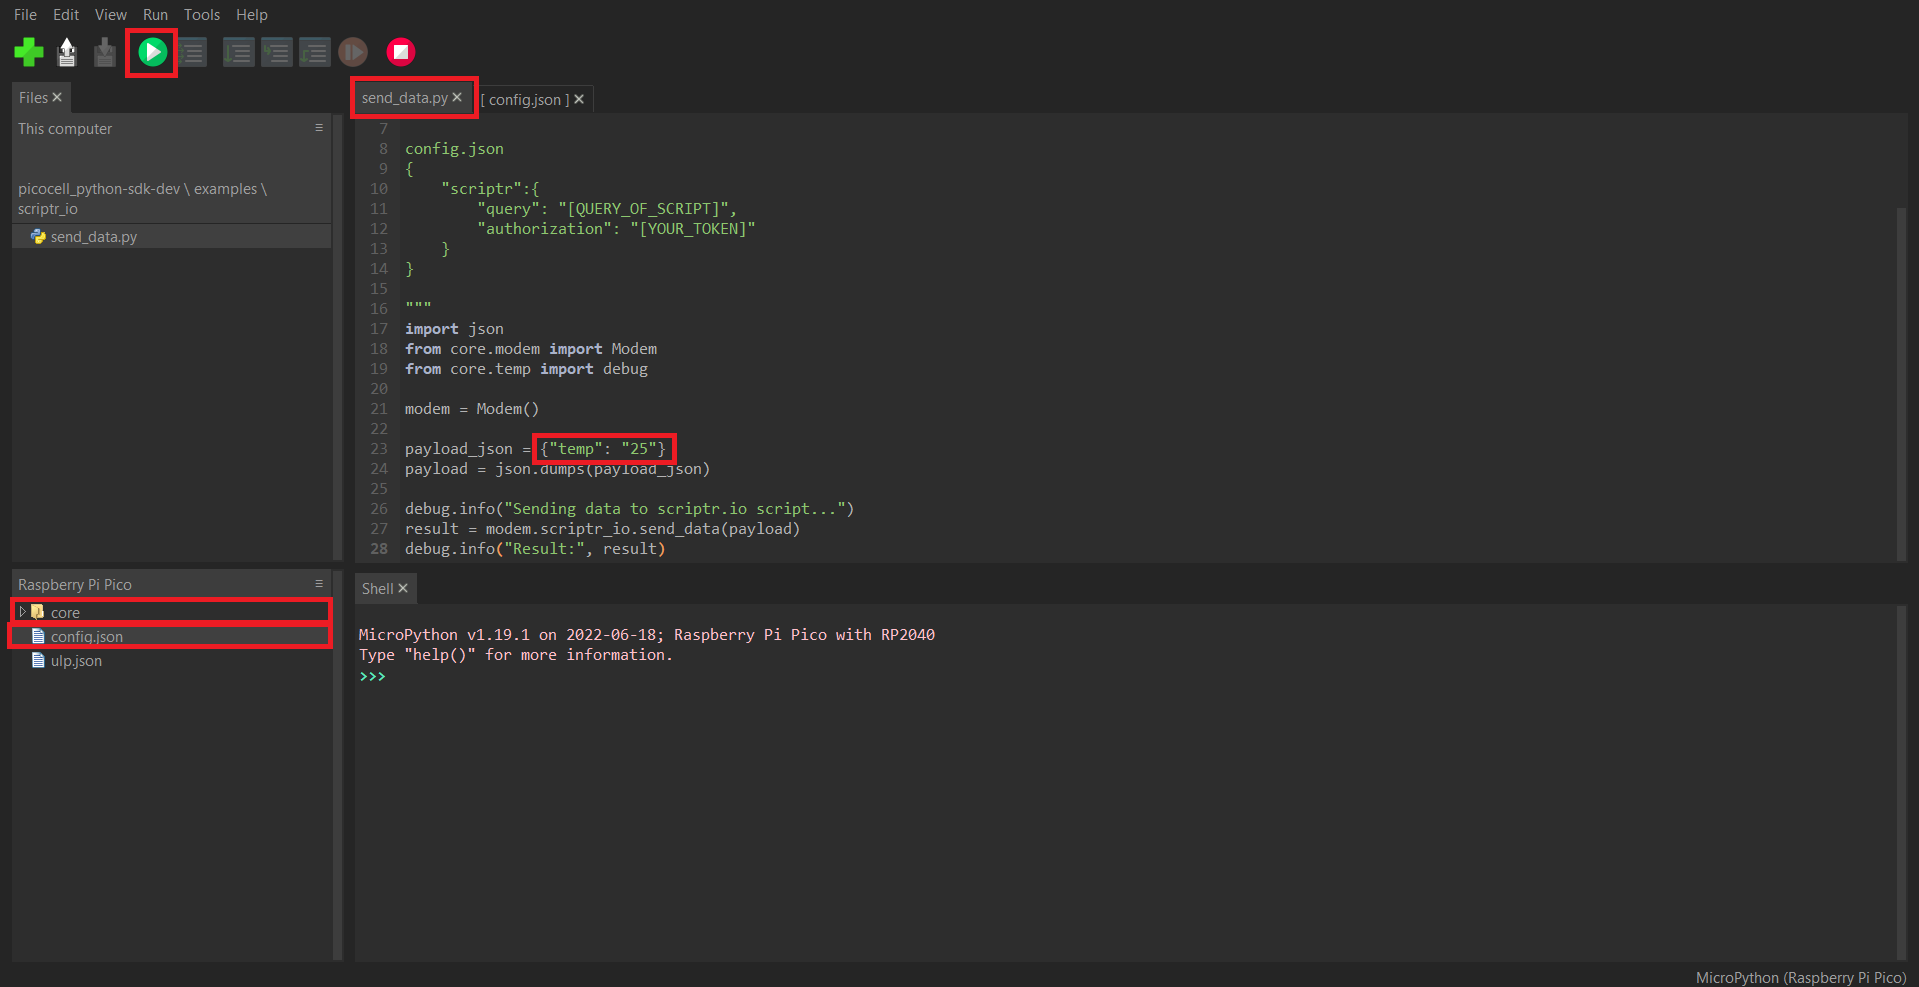 File Edit View Run Tools Help
Files ✕
This computer ≡
picocell_python-sdk-dev \ examples \
scriptr_io
send_data.py
send_data.py ✕ [ config.json ] ✕
7
8 config.json
9 {
10     "scriptr":{
11         "query": "[QUERY_OF_SCRIPT]",
12         "authorization": "[YOUR_TOKEN]"
13     }
14 }
15
16 """
17 import json
18 from core.modem import Modem
19 from core.temp import debug
20
21 modem = Modem()
22
23 payload_json = {"temp": "25"}
24 payload = json.dumps(payload_json)
25
26 debug.info("Sending data to scriptr.io script...")
27 result = modem.scriptr_io.send_data(payload)
28 debug.info("Result:", result)
Raspberry Pi Pico ≡
core
config.json
ulp.json
Shell ✕
MicroPython v1.19.1 on 2022-06-18; Raspberry Pi Pico with RP2040
Type "help()" for more information.
>>>
MicroPython (Raspberry Pi Pico)